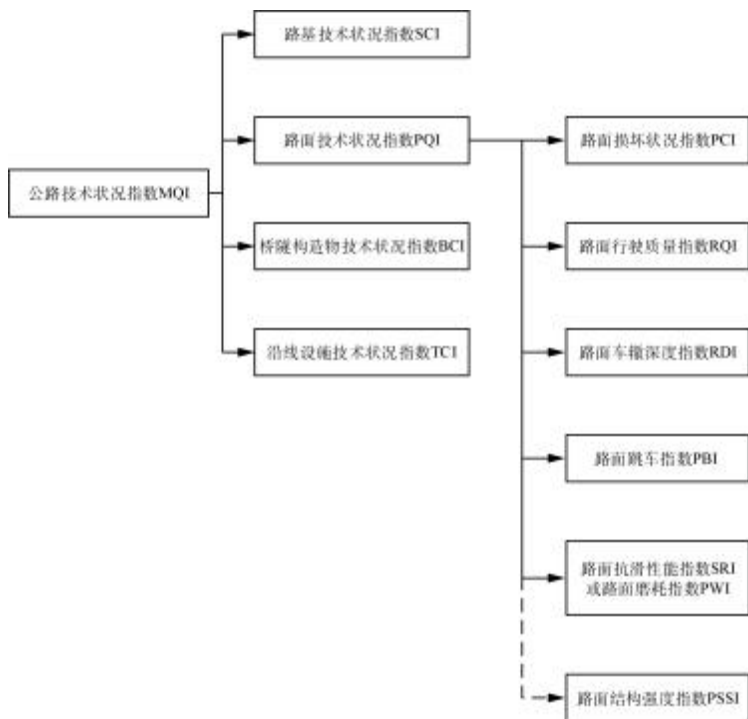 路基技术状况指数SCI
路面技术状况指数PQI
路面损坏状况指数PCI
公路技术状况指数MQI
桥隧构造物技术状况指数BCI
路面行驶质量指数RQI
沿线设施技术状况指数TCI
路面车辙深度指数RDI
路面跳车指数PBI
路面抗滑性能指数SRI
或路面磨耗指数PWI
路面结构强度指数PSSI